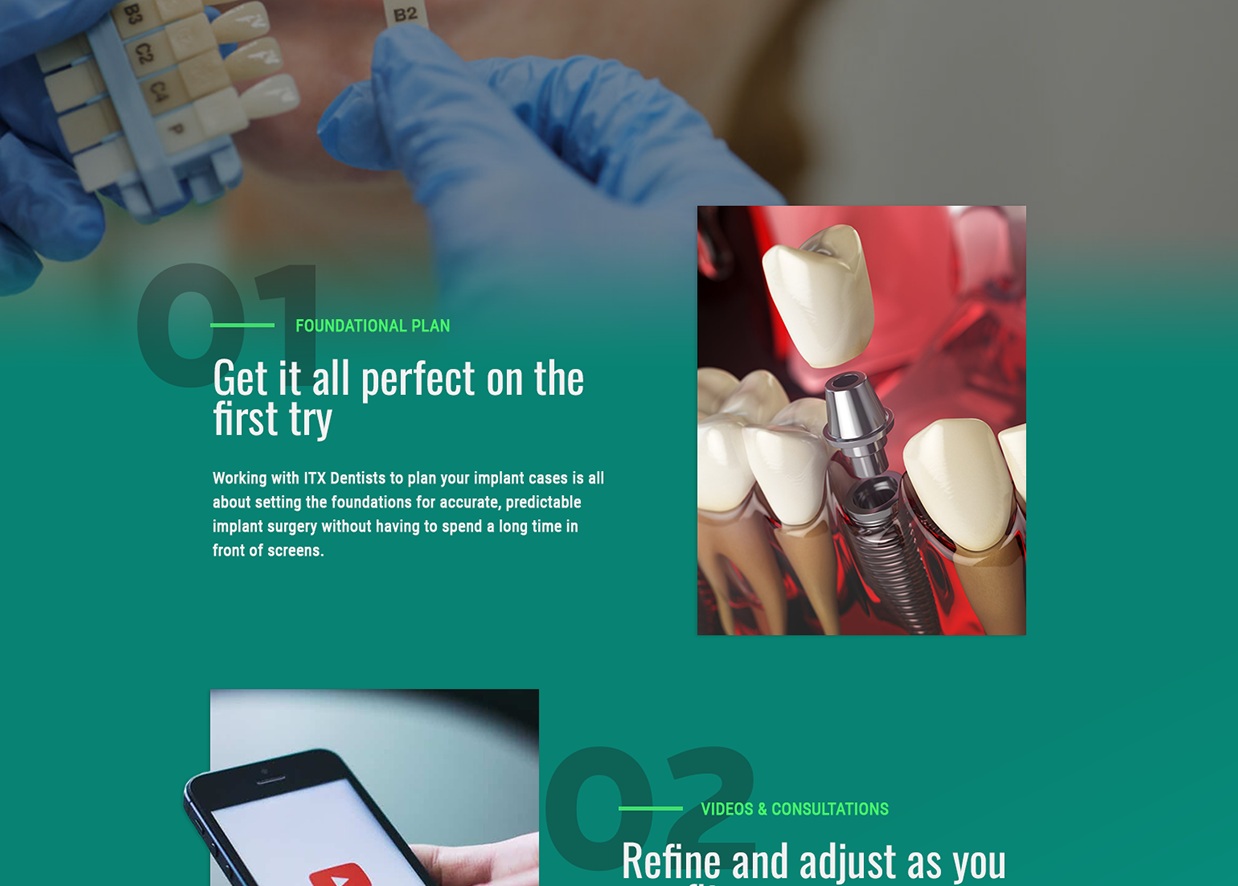 B3
B2
C2
C4
P
01
FOUNDATIONAL PLAN
Get it all perfect on the
first try
Working with ITX Dentists to plan your implant cases is all
about setting the foundations for accurate, predictable
implant surgery without having to spend a long time in
front of screens.
02
VIDEOS & CONSULTATIONS
Refine and adjust as you